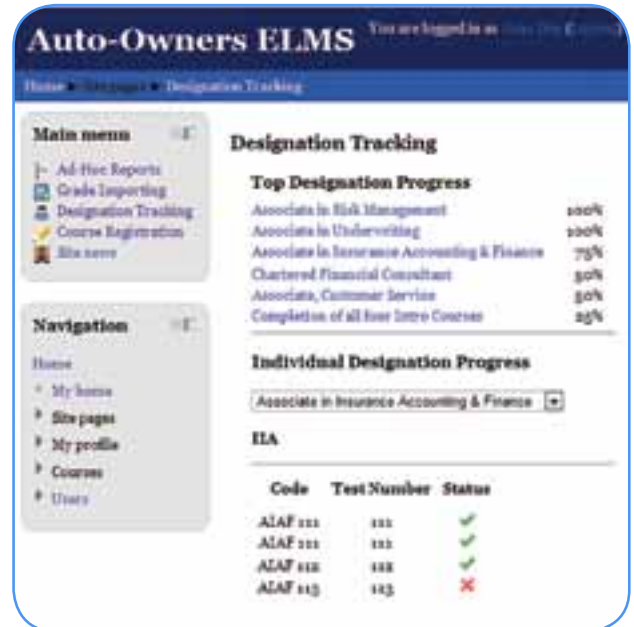 Auto-Owners ELMS
You are logged in as
Home Site pages Designation Tracking
Main menu
Ad-Hoc Reports
Grade Importing
Designation Tracking
Course Registration
Site news
Navigation
Home
My home
Site pages
My profile
Courses
Users
Designation Tracking
Top Designation Progress
Associate in Risk Management 100%
Associate in Underwriting 100%
Associate in Insurance Accounting & Finance 75%
Chartered Financial Consultant 50%
Associate, Customer Service 50%
Completion of all four Intro Courses 25%
Individual Designation Progress
Associate in Insurance Accounting & Finance
IIA
Code Test Number Status
AIAF 111 111
AIAF 111 111
AIAF 112 112
AIAF 113 113